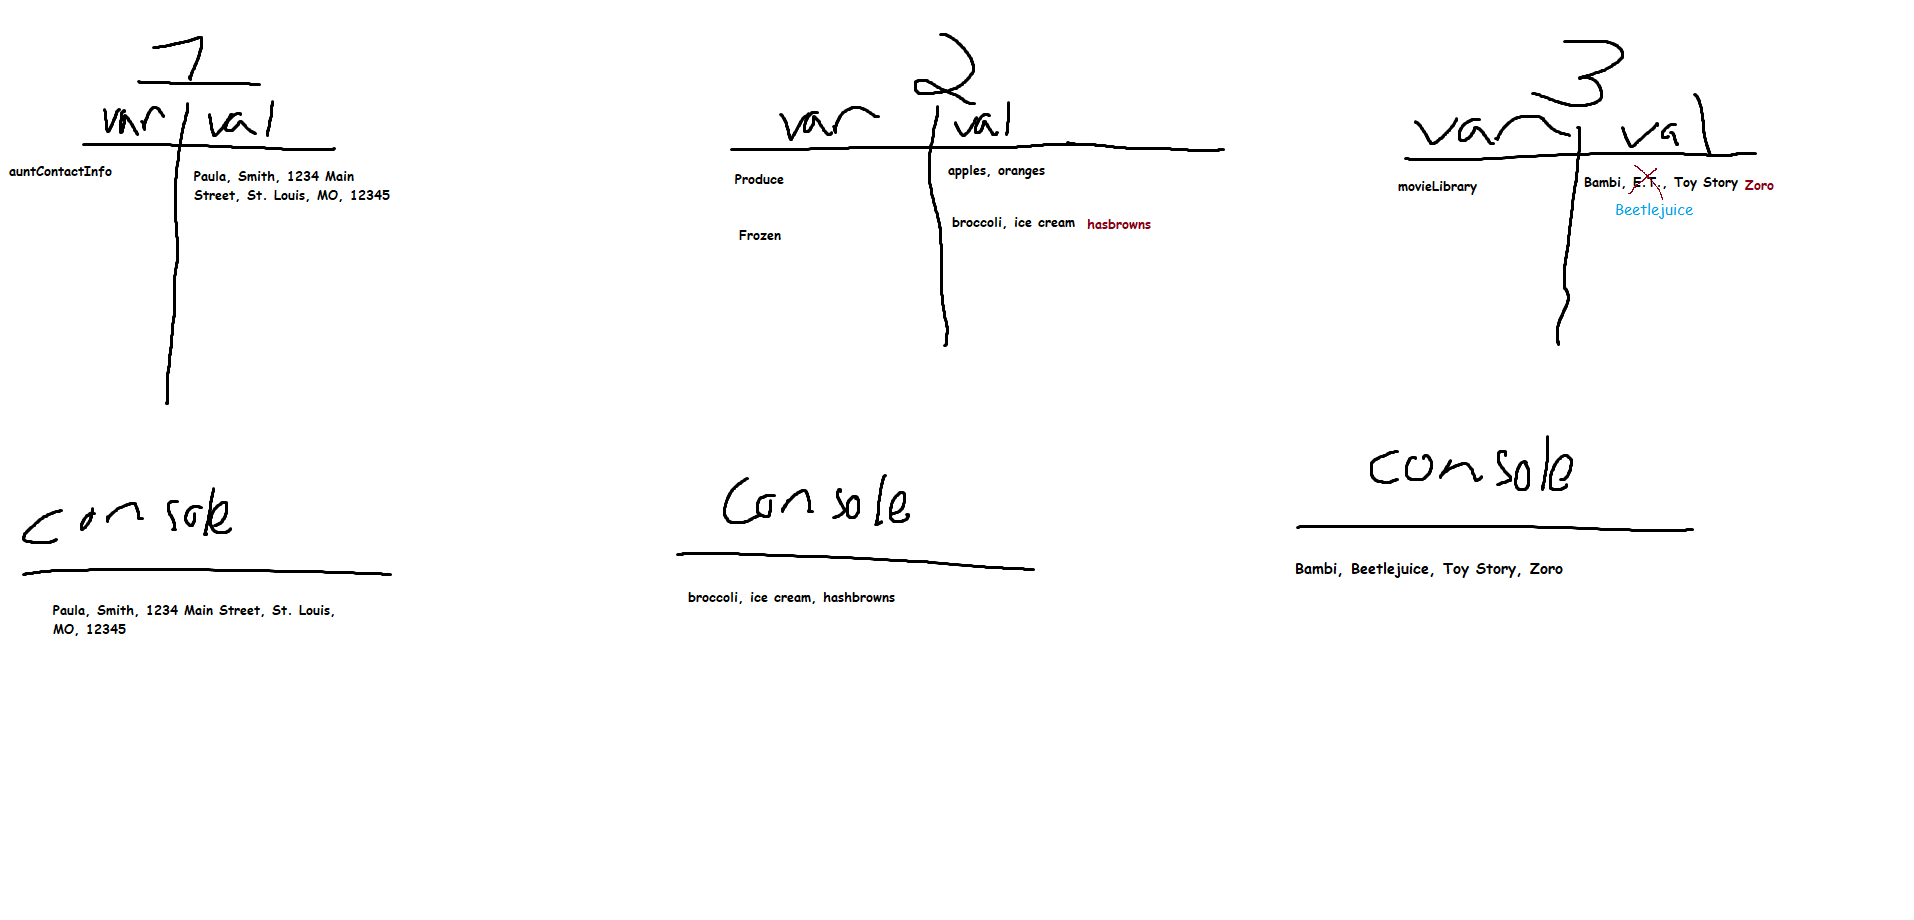 1
var val
auntContactInfo
Paula, Smith, 1234 Main
Street, St. Louis, MO, 12345
console
Paula, Smith, 1234 Main Street, St. Louis,
MO, 12345
2
var val
Produce
apples, oranges
Frozen
broccoli, ice cream hasbrowns
Console
broccoli, ice cream, hashbrowns
3
var val
movieLibrary
Bambi, E.T., Toy Story Zoro
Beetlejuice
console
Bambi, Beetlejuice, Toy Story, Zoro